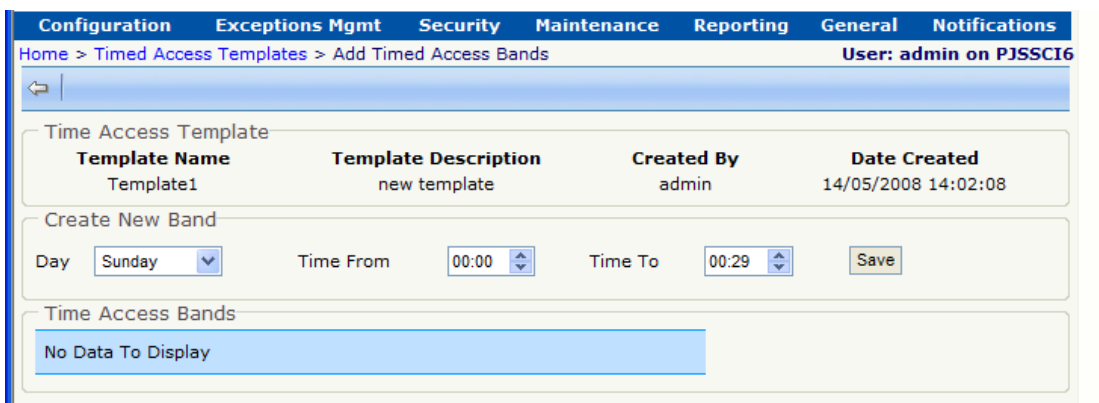 Configuration Exceptions Mgmt Security Maintenance Reporting General Notifications
Home > Timed Access Templates > Add Timed Access Bands User: admin on PJSSCI6
Time Access Template
Template Name Template Description Created By Date Created
Template1 new template admin 14/05/2008 14:02:08
Create New Band
Day Sunday Time From 00:00 Time To 00:29 Save
Time Access Bands
No Data To Display